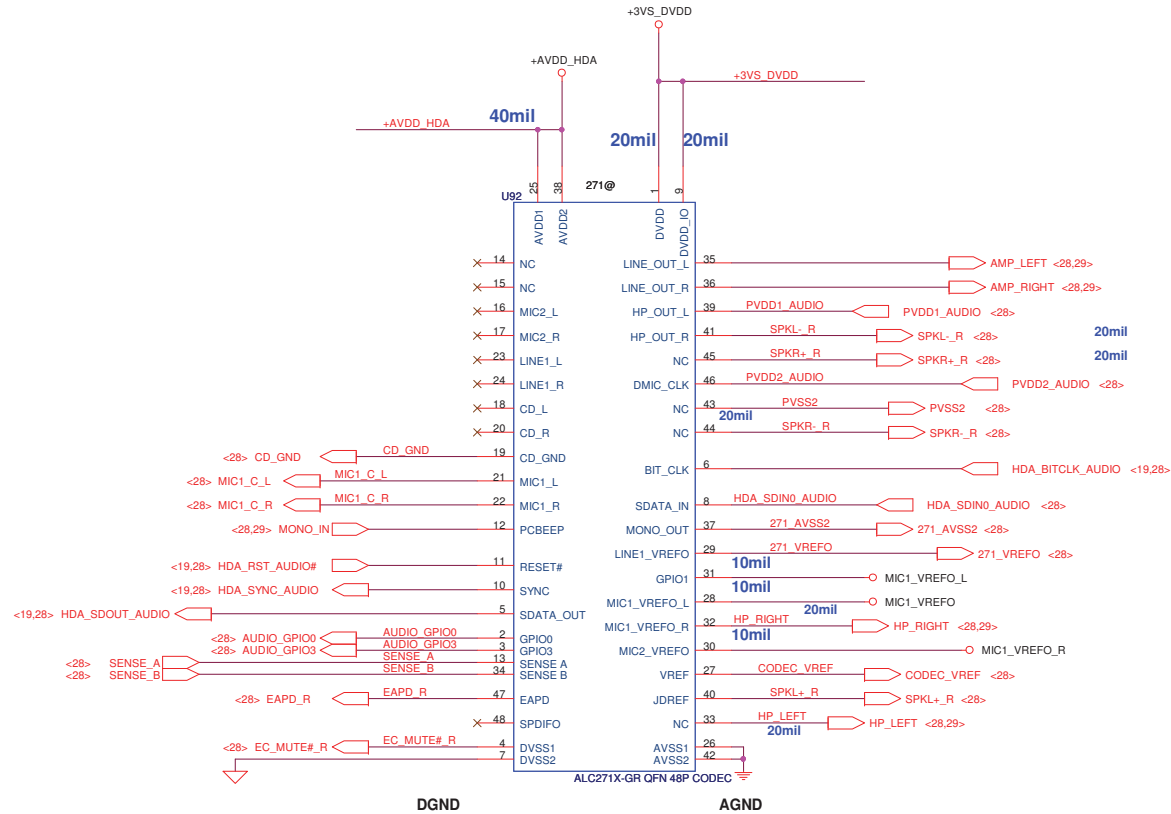 +3VS_DVDD
+AVDD_HDA
+3VS_DVDD
40mil
+AVDD_HDA
20mil
20mil
271@
25
38
1
9
U92
AVDD1
AVDD2
DVDD
DVDD_IO
14 NC
15 NC
16 MIC2_L
17 MIC2_R
23 LINE1_L
24 LINE1_R
18 CD_L
20 CD_R
<28> CD_GND CD_GND 19 CD_GND
<28> MIC1_C_L MIC1_C_L 21 MIC1_L
<28> MIC1_C_R MIC1_C_R 22 MIC1_R
<28,29> MONO_IN 12 PCBEEP
<19,28> HDA_RST_AUDIO# 11 RESET#
<19,28> HDA_SYNC_AUDIO 10 SYNC
<19,28> HDA_SDOUT_AUDIO 5 SDATA_OUT
<28> AUDIO_GPIO0 AUDIO_GPIO0 2 GPIO0
<28> AUDIO_GPIO3 AUDIO_GPIO3 3 GPIO3
<28> SENSE_A SENSE_A 13 SENSE A
<28> SENSE_B SENSE_B 34 SENSE B
<28> EAPD_R EAPD_R 47 EAPD
48 SPDIFO
<28> EC_MUTE#_R EC_MUTE#_R 4 DVSS1
7 DVSS2
LINE_OUT_L 35 AMP_LEFT <28,29>
LINE_OUT_R 36 AMP_RIGHT <28,29>
HP_OUT_L 39 PVDD1_AUDIO PVDD1_AUDIO <28>
HP_OUT_R 41 SPKL-_R SPKL-_R <28> 20mil
NC 45 SPKR+_R SPKR+_R <28> 20mil
DMIC_CLK 46 PVDD2_AUDIO PVDD2_AUDIO <28>
NC 43 PVSS2 PVSS2 <28>
20mil
NC 44 SPKR-_R SPKR-_R <28>
BIT_CLK 6 HDA_BITCLK_AUDIO <19,28>
SDATA_IN 8 HDA_SDIN0_AUDIO HDA_SDIN0_AUDIO <28>
MONO_OUT 37 271_AVSS2 271_AVSS2 <28>
LINE1_VREFO 29 271_VREFO 271_VREFO <28>
10mil
GPIO1 31 MIC1_VREFO_L
10mil
MIC1_VREFO_L 28 MIC1_VREFO
20mil
MIC1_VREFO_R 32 HP_RIGHT HP_RIGHT <28,29>
10mil
MIC2_VREFO 30 MIC1_VREFO_R
VREF 27 CODEC_VREF CODEC_VREF <28>
JDREF 40 SPKL+_R SPKL+_R <28>
NC 33 HP_LEFT HP_LEFT <28,29>
20mil
AVSS1 26
AVSS2 42
ALC271X-GR QFN 48P CODEC
DGND
AGND